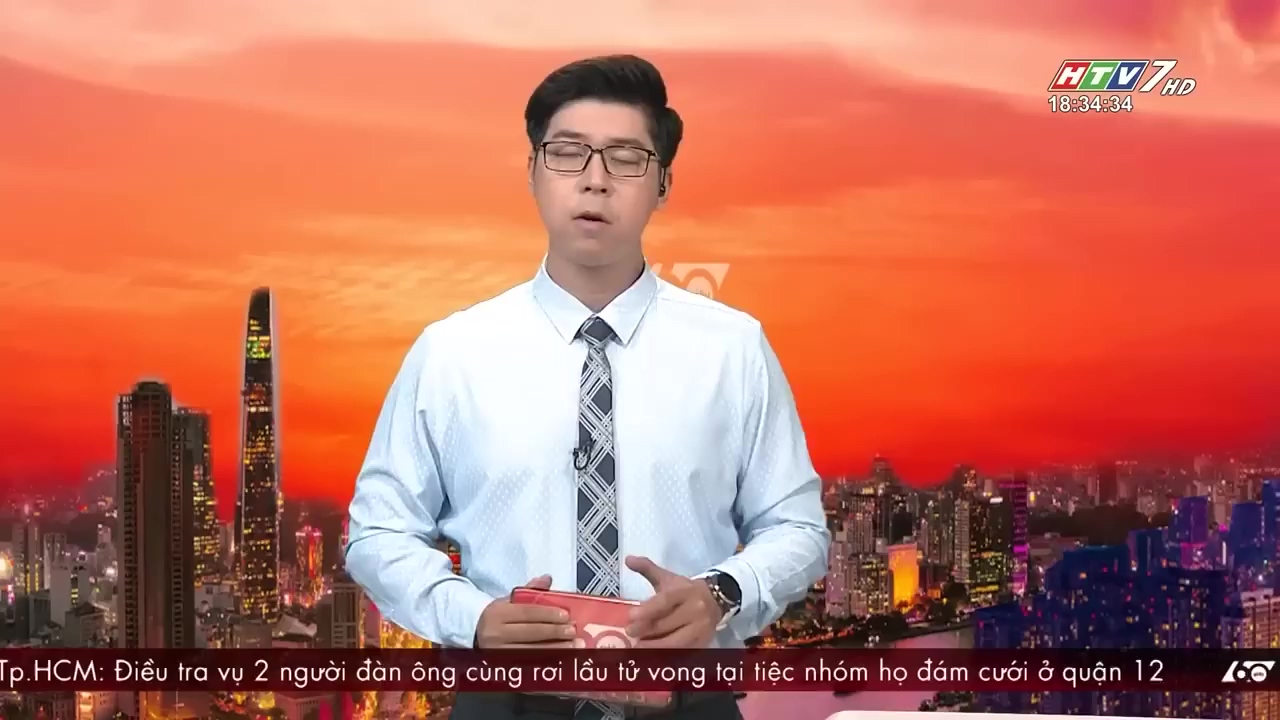 HTV7 HD
18:34:34
Tp.HCM: Điều tra vụ 2 người đàn ông cùng rơi lầu tử vong tại tiệc nhóm họ đám cưới ở quận 12
60